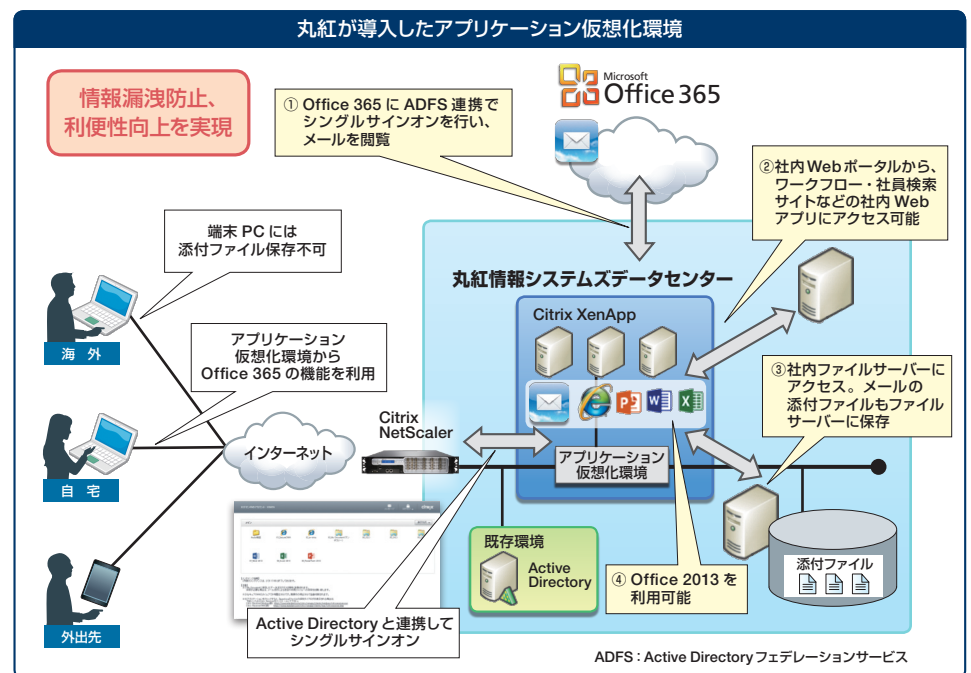 丸紅が導入したアプリケーション仮想化環境
情報漏洩防止、
利便性向上を実現
① Office 365 に ADFS 連携で
シングルサインオンを行い、
メールを閲覧
Microsoft
Office 365
②社内 Web ポータルから、
ワークフロー・社員検索
サイトなどの社内 Web
アプリにアクセス可能
端末 PC には
添付ファイル保存不可
丸紅情報システムズデータセンター
Citrix XenApp
海 外
アプリケーション
仮想化環境から
Office 365 の機能を利用
③社内ファイルサーバーに
アクセス。メールの
添付ファイルもファイル
サーバーに保存
Citrix
NetScaler
インターネット
アプリケーション
仮想化環境
自 宅
既存環境
Active
Directory
④ Office 2013 を
利用可能
添付ファイル
Active Directory と連携して
シングルサインオン
外出先
ADFS：Active Directory フェデレーションサービス